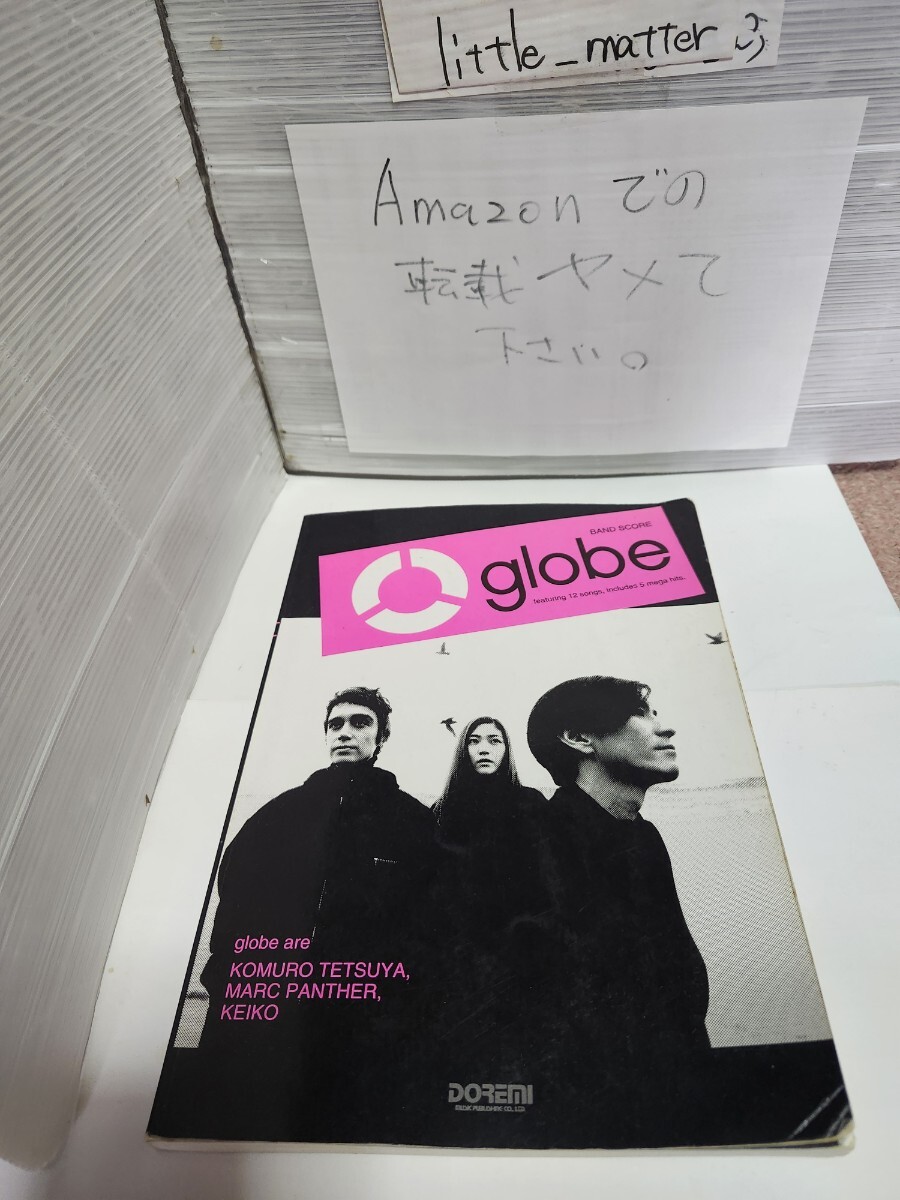 little_matter
Amazonでの
転載ヤメて
下さい。
BAND SCORE
globe
featuring 12 songs, includes 5 mega hits.
globe are
KOMURO TETSUYA,
MARC PANTHER,
KEIKO
DOREMI
MUSIC PUBLISHING CO., LTD.